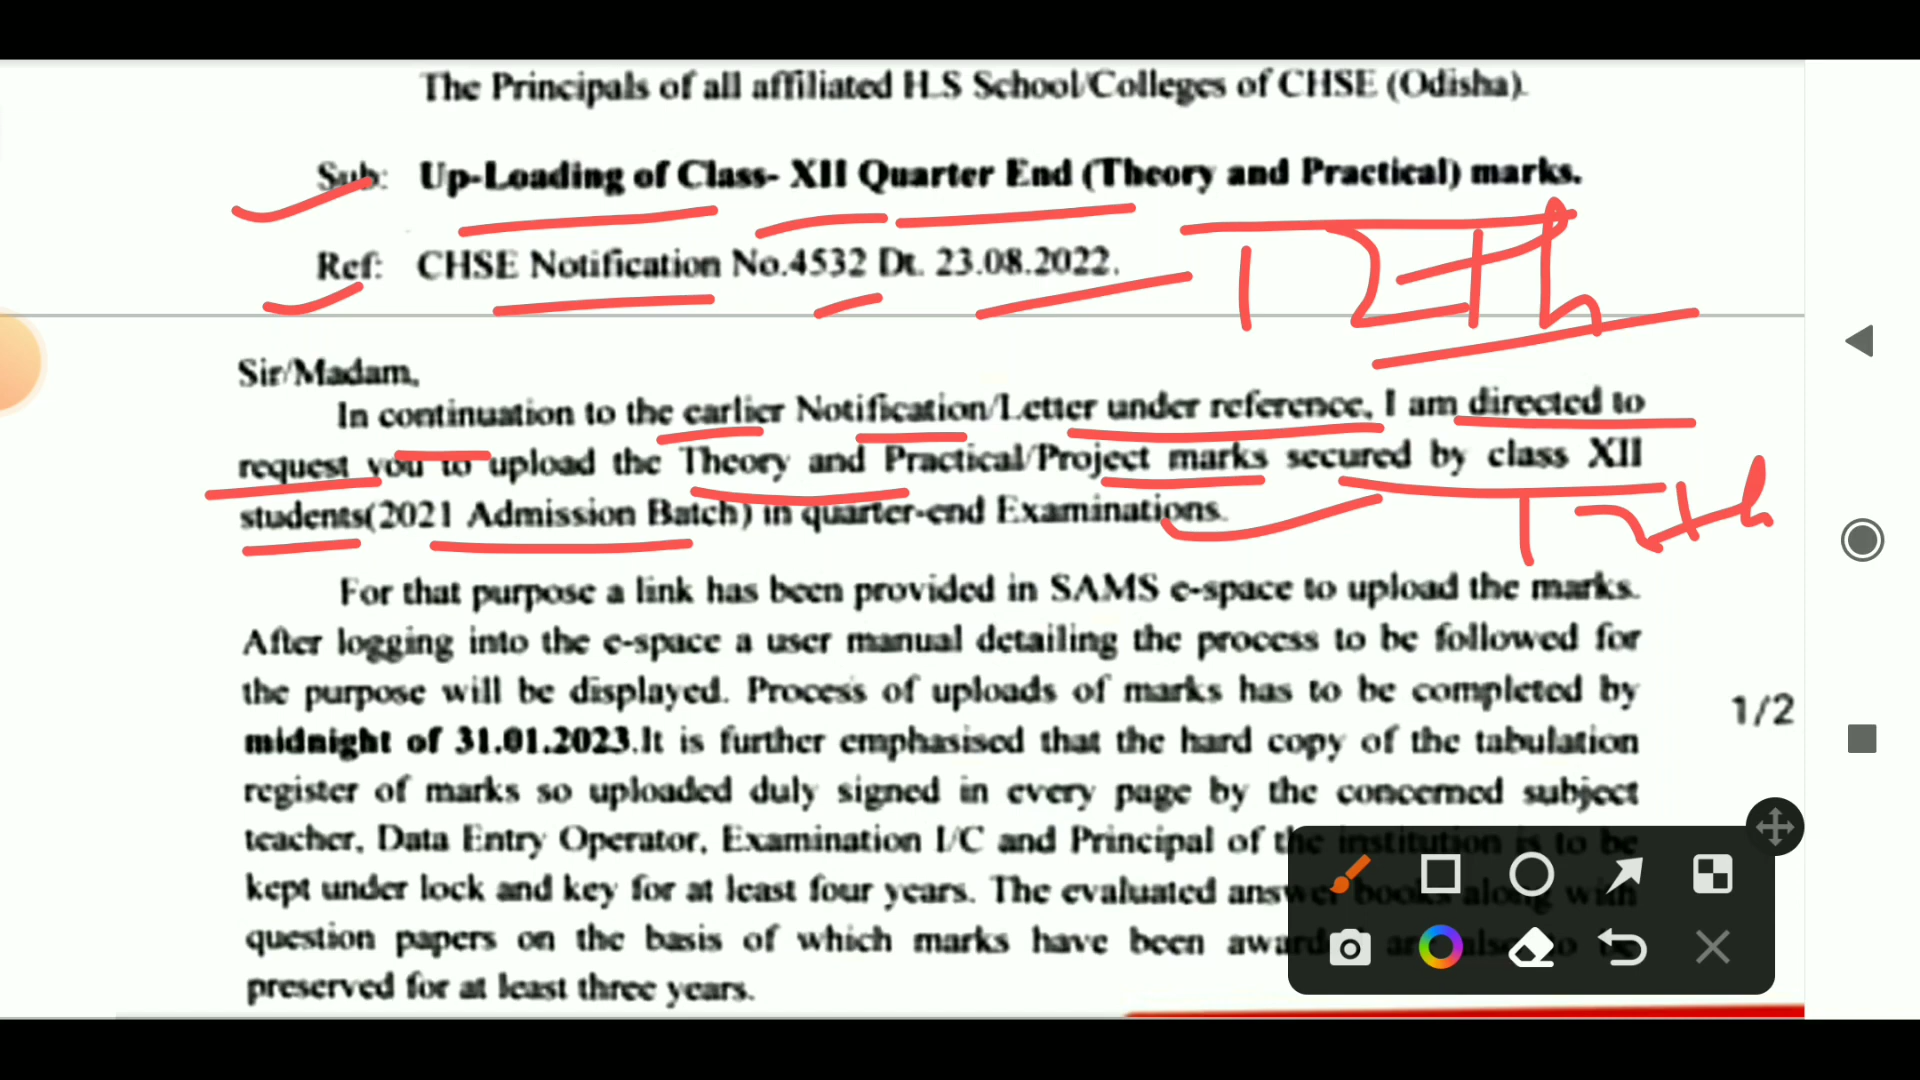 The Principals of all affiliated H.S School/Colleges of CHSE (Odisha).
Sub: Up-Loading of Class- XII Quarter End (Theory and Practical) marks.
Ref: CHSE Notification No.4532 Dt. 23.08.2022.
12th
Sir/Madam,
In continuation to the earlier Notification/Letter under reference, I am directed to
request you to upload the Theory and Practical/Project marks secured by class XII
students(2021 Admission Batch) in quarter-end Examinations.
12th
For that purpose a link has been provided in SAMS e-space to upload the marks.
After logging into the e-space a user manual detailing the process to be followed for
the purpose will be displayed. Process of uploads of marks has to be completed by
1/2
midnight of 31.01.2023.It is further emphasised that the hard copy of the tabulation
register of marks so uploaded duly signed in every page by the concerned subject
teacher, Data Entry Operator, Examination I/C and Principal of the institution is to be
kept under lock and key for at least four years. The evaluated answer books along with
question papers on the basis of which marks have been awarded are also to be
preserved for at least three years.